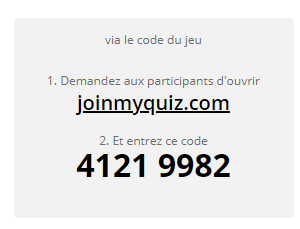 via le code du jeu
1. Demandez aux participants d'ouvrir
joinmyquiz.com
2. Et entrez ce code
4121 9982